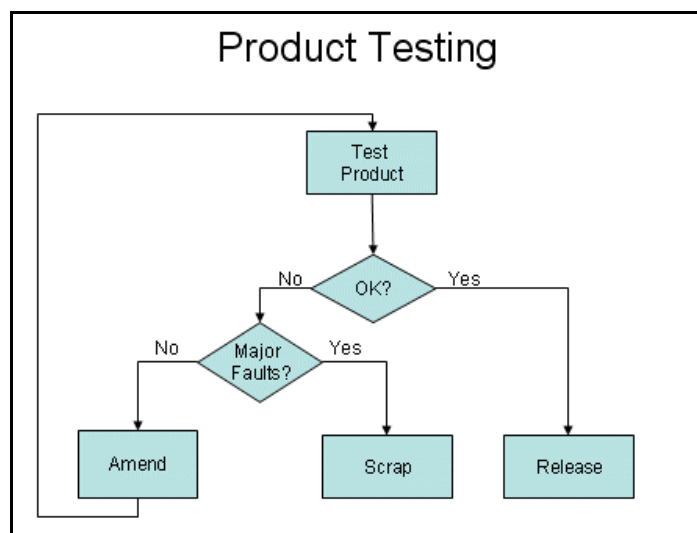 Product Testing
Test
Product
No
OK?
Yes
No
Major
Faults?
Yes
Amend
Scrap
Release